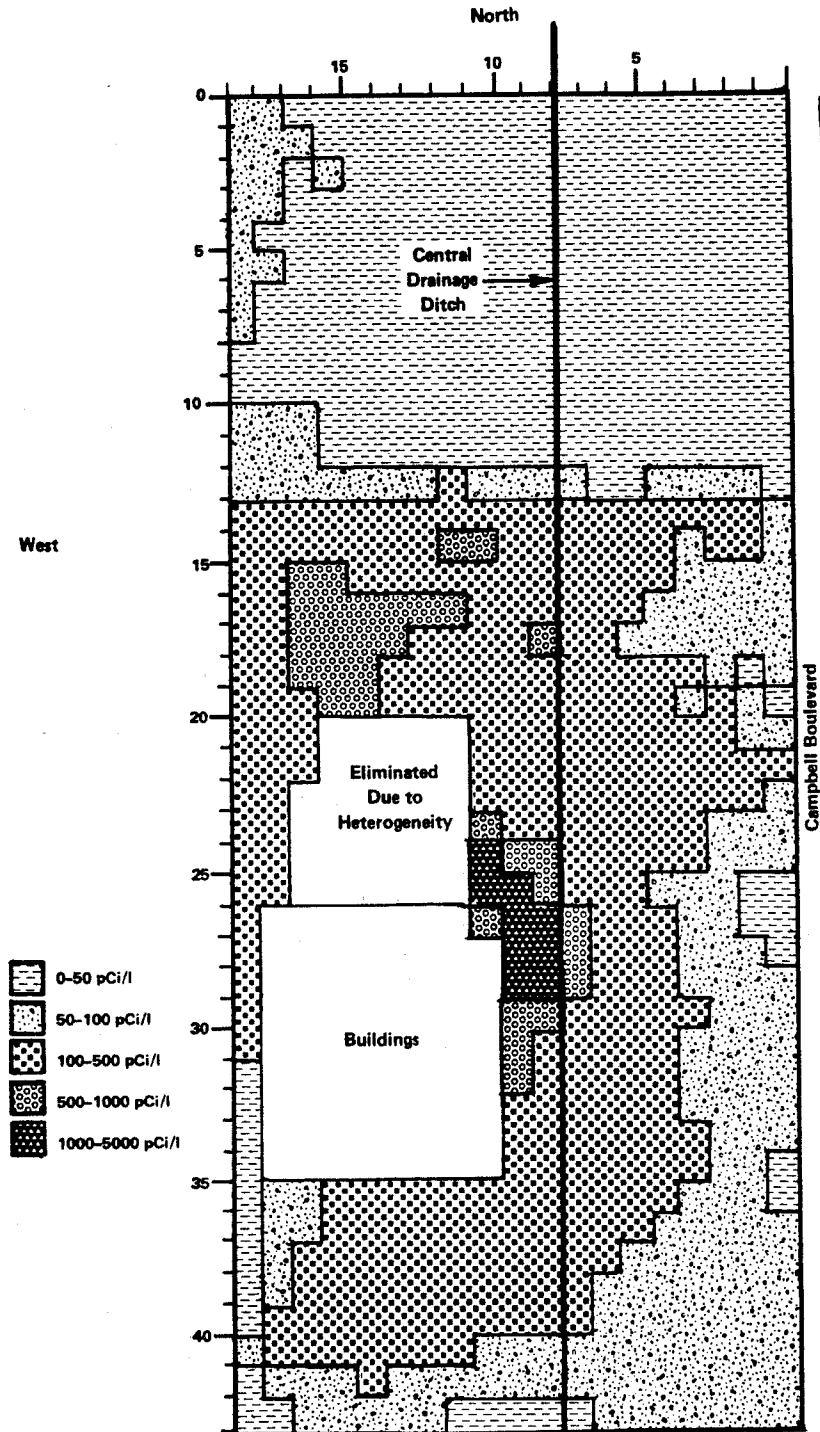 North
15
10
5
0
5
10
15
20
25
30
35
40
Central
Drainage
Ditch
West
Eliminated
Due to
Heterogeneity
Campbell Boulevard
Buildings
0–50 pCi/l
50–100 pCi/l
100–500 pCi/l
500–1000 pCi/l
1000–5000 pCi/l